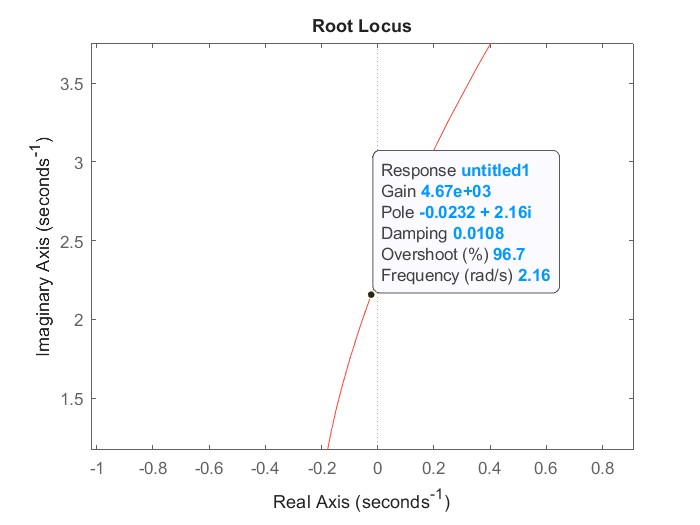 Root Locus
3.5
3
2.5
2
1.5
Imaginary Axis (seconds-1)
Response untitled1
Gain 4.67e+03
Pole -0.0232 + 2.16i
Damping 0.0108
Overshoot (%) 96.7
Frequency (rad/s) 2.16
-1 -0.8 -0.6 -0.4 -0.2 0 0.2 0.4 0.6 0.8
Real Axis (seconds-1)